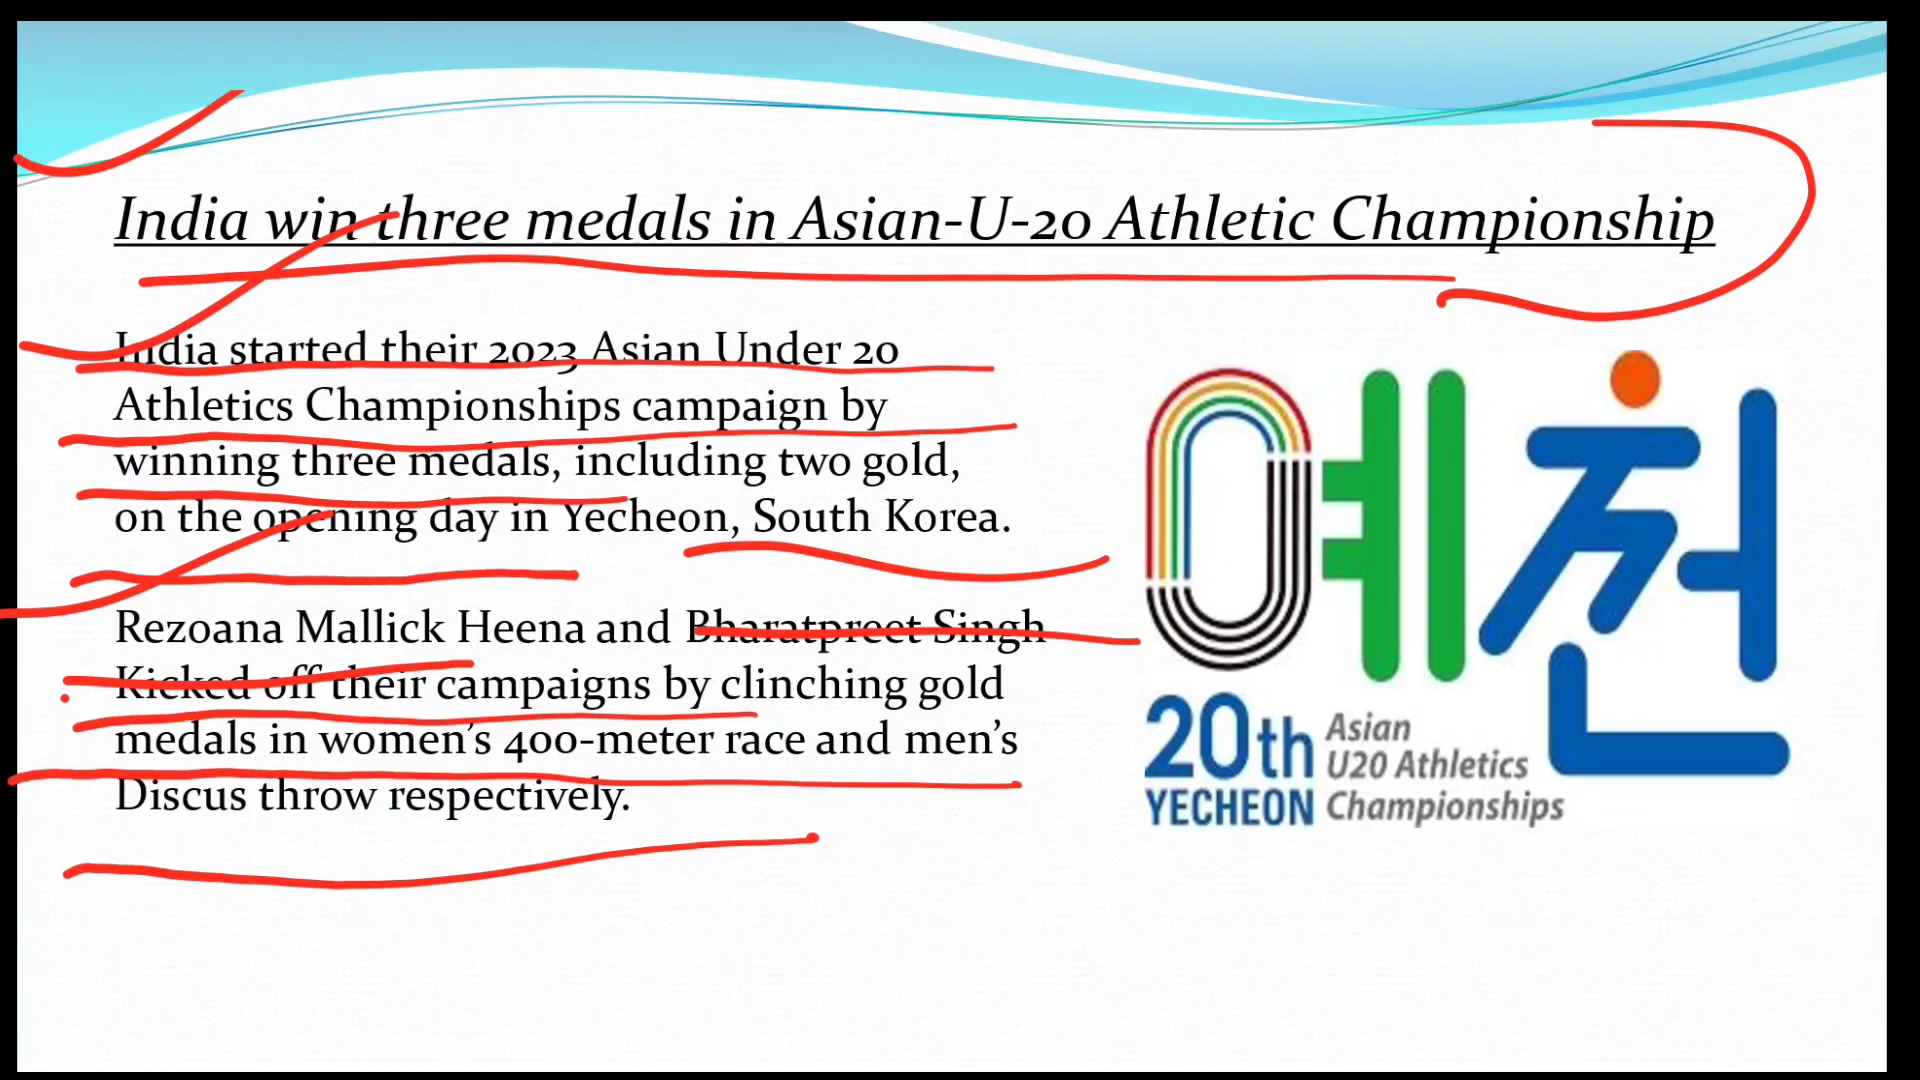 India win three medals in Asian-U-20 Athletic Championship
India started their 2023 Asian Under 20
Athletics Championships campaign by
winning three medals, including two gold,
on the opening day in Yecheon, South Korea.
Rezoana Mallick Heena and Bharatpreet Singh
Kicked off their campaigns by clinching gold
medals in women’s 400-meter race and men’s
Discus throw respectively.
예천
20th
YECHEON
Asian
U20 Athletics
Championships